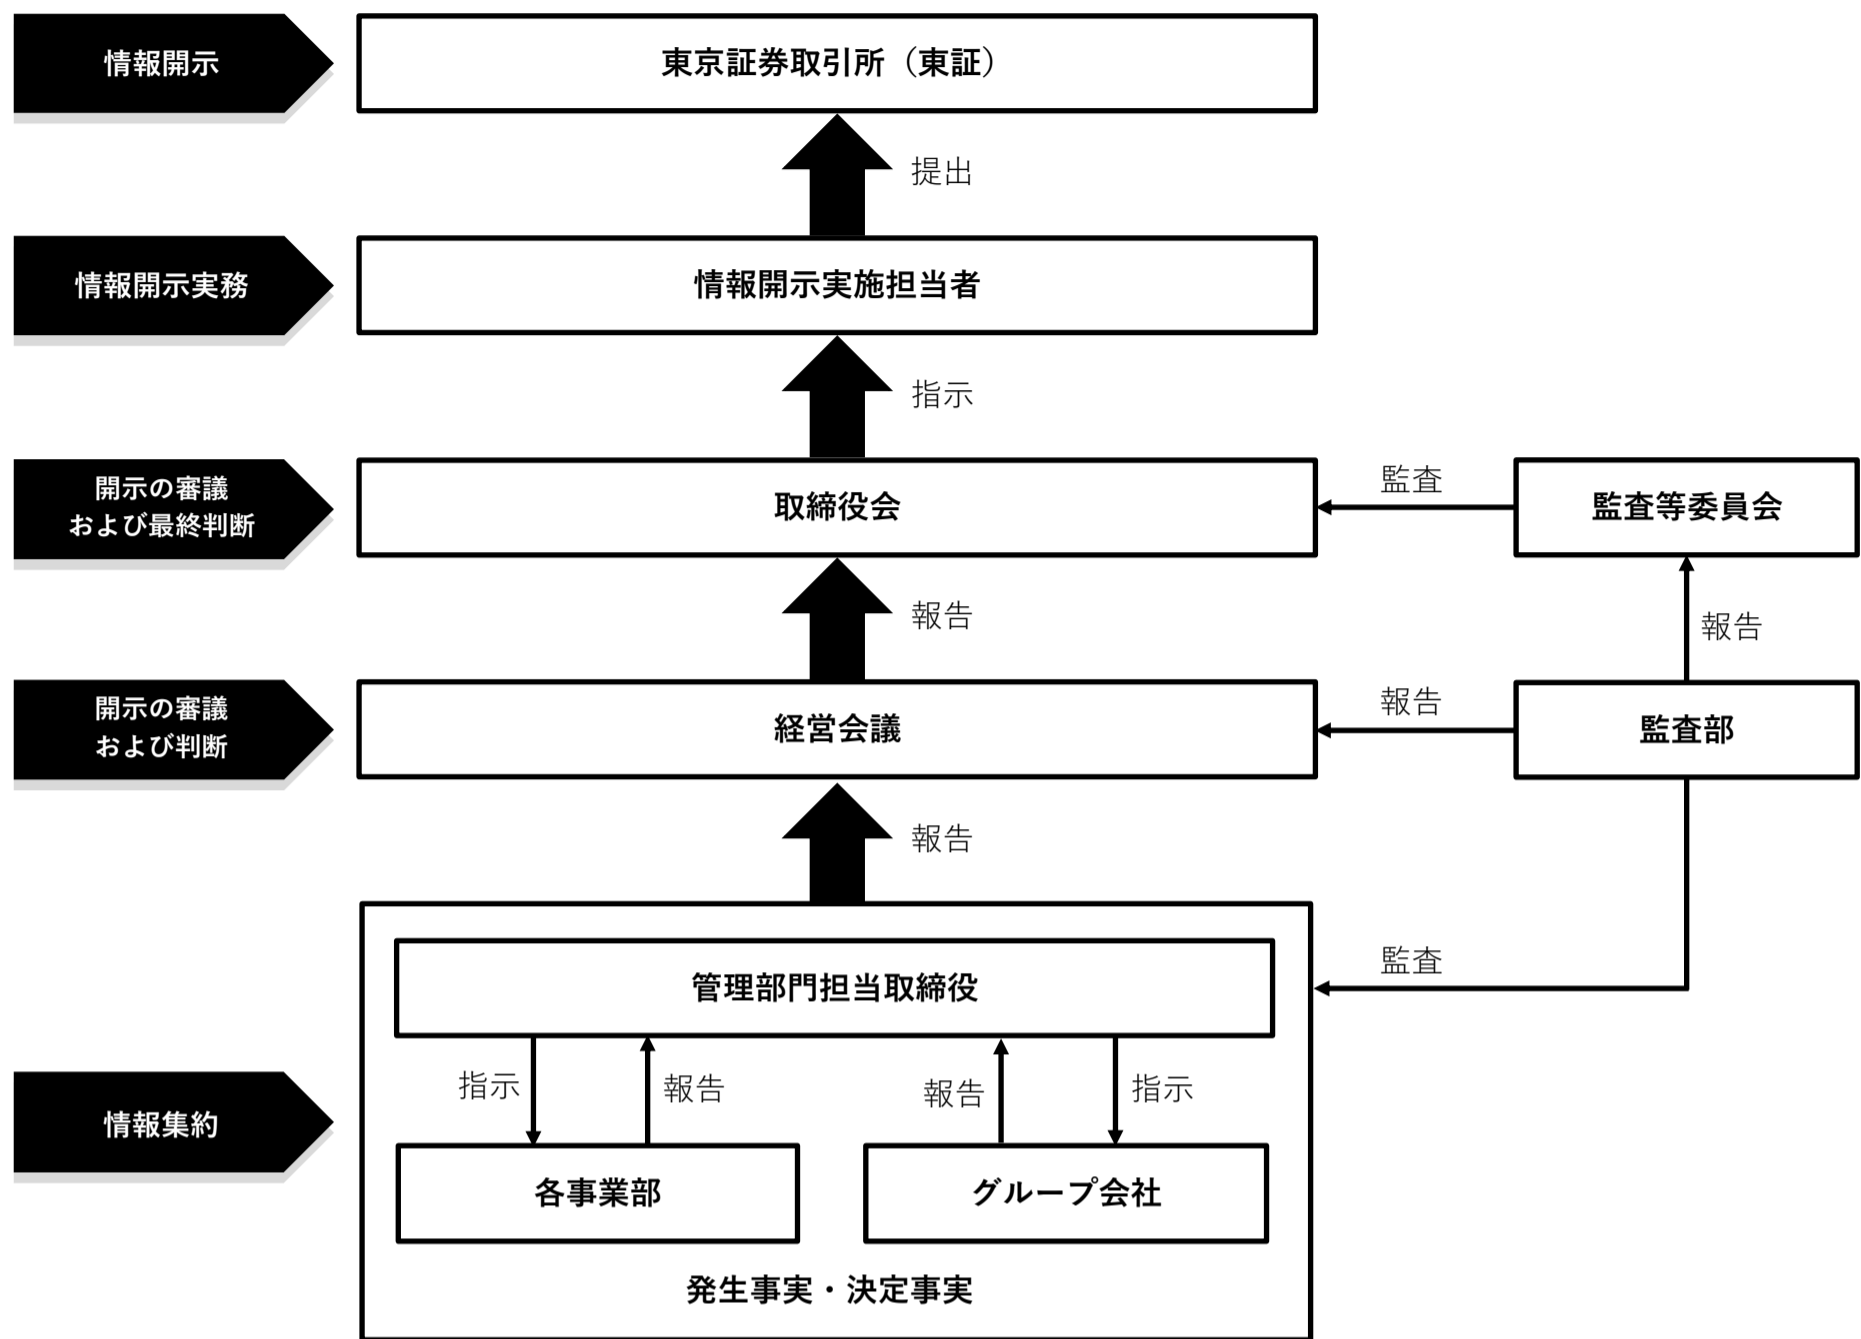 情報開示
東京証券取引所（東証）
提出
情報開示実務
情報開示実施担当者
指示
開示の審議
および最終判断
取締役会
監査
監査等委員会
報告
報告
開示の審議
および判断
経営会議
報告
監査部
報告
管理部門担当取締役
監査
指示
報告
報告
指示
情報集約
各事業部
グループ会社
発生事実・決定事実